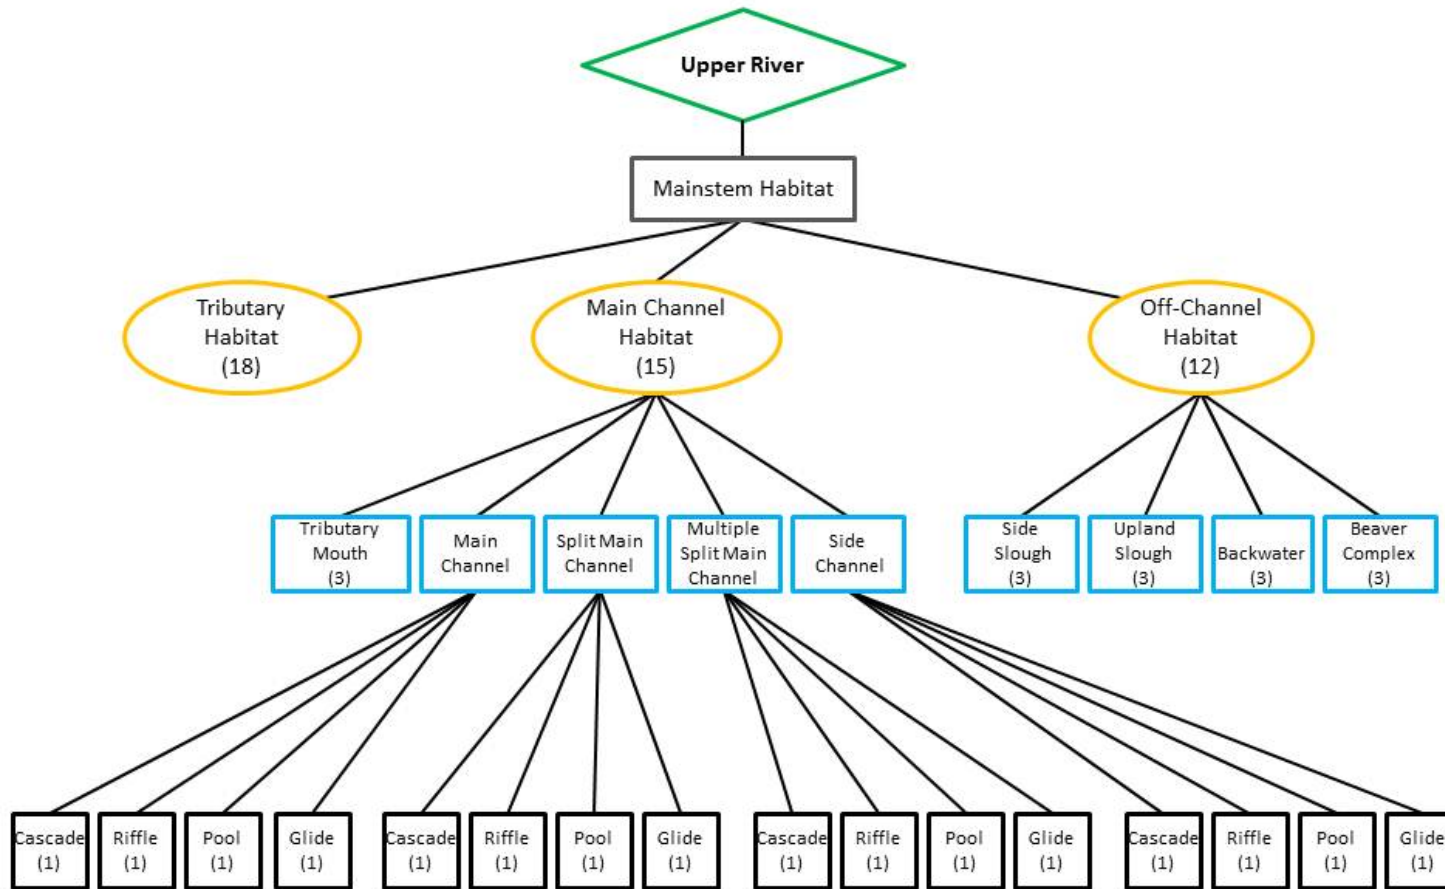 Upper River
Mainstem Habitat
Tributary
Habitat
(18)
Main Channel
Habitat
(15)
Off-Channel
Habitat
(12)
Tributary
Mouth
(3)
Main
Channel
Split Main
Channel
Multiple
Split Main
Channel
Side
Channel
Side
Slough
(3)
Upland
Slough
(3)
Backwater
(3)
Beaver
Complex
(3)
Cascade
(1)
Riffle
(1)
Pool
(1)
Glide
(1)
Cascade
(1)
Riffle
(1)
Pool
(1)
Glide
(1)
Cascade
(1)
Riffle
(1)
Pool
(1)
Glide
(1)
Cascade
(1)
Riffle
(1)
Pool
(1)
Glide
(1)